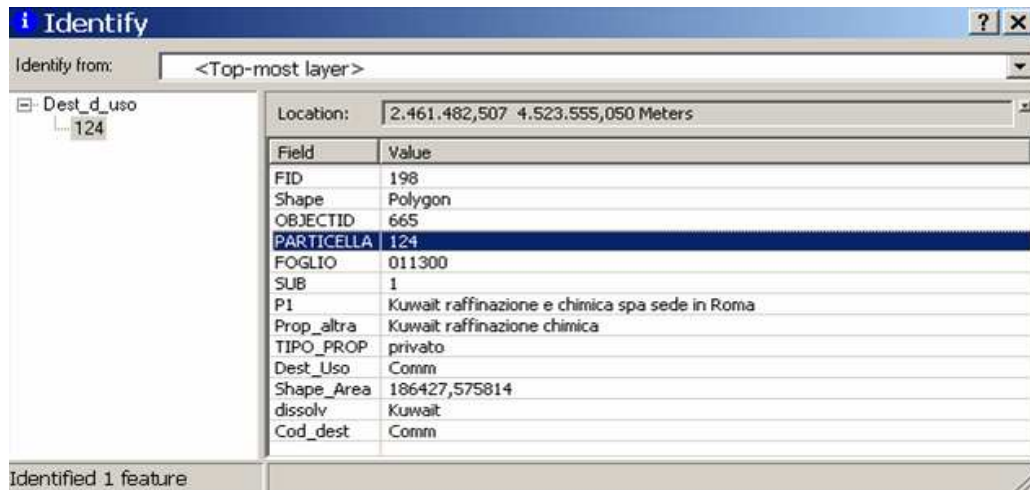 i Identify ? ×
Identify from: <Top-most layer>
Dest_d_uso
124
Location: 2.461.482,507 4.523.555,050 Meters
Field Value
FID 198
Shape Polygon
OBJECTID 665
PARTICELLA 124
FOGLIO 011300
SUB 1
P1 Kuwait raffinazione e chimica spa sede in Roma
Prop_altra Kuwait raffinazione chimica
TIPO_PROP privato
Dest_Uso Comm
Shape_Area 186427,575814
dissolv Kuwait
Cod_dest Comm
Identified 1 feature